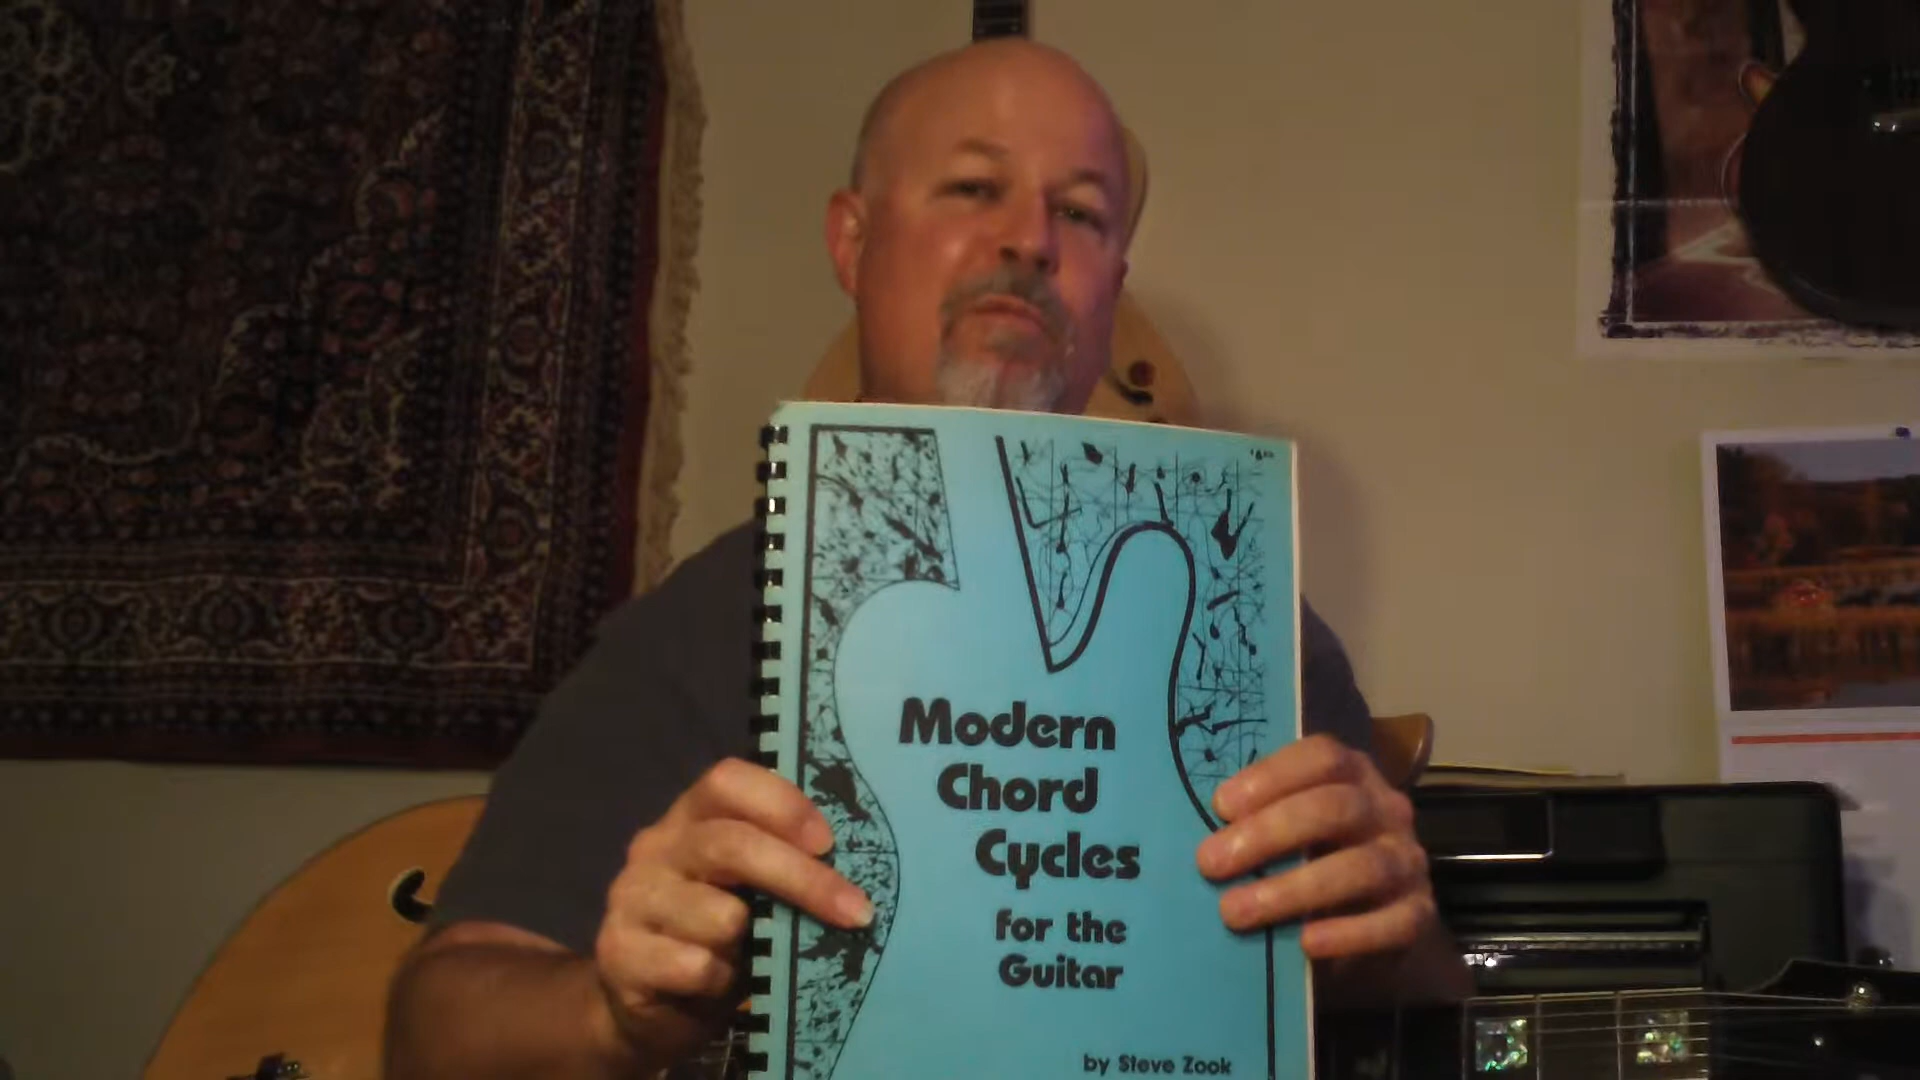 Modern
Chord
Cycles
for the
Guitar
by Steve Zook